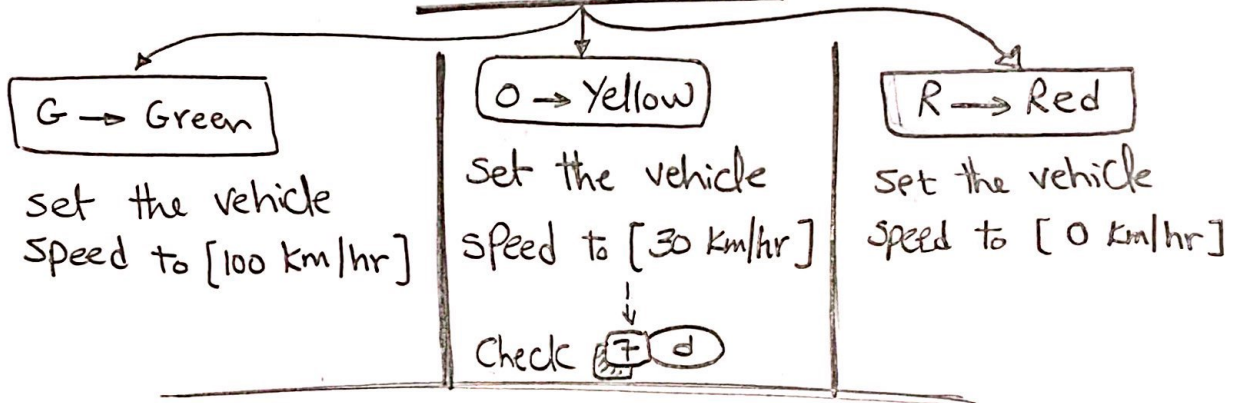 G → Green
set the vehicle
speed to [100 Km/hr]
O → Yellow
set the vehicle
speed to [30 Km/hr]
Check 7 d
R → Red
set the vehicle
speed to [0 Km/hr]